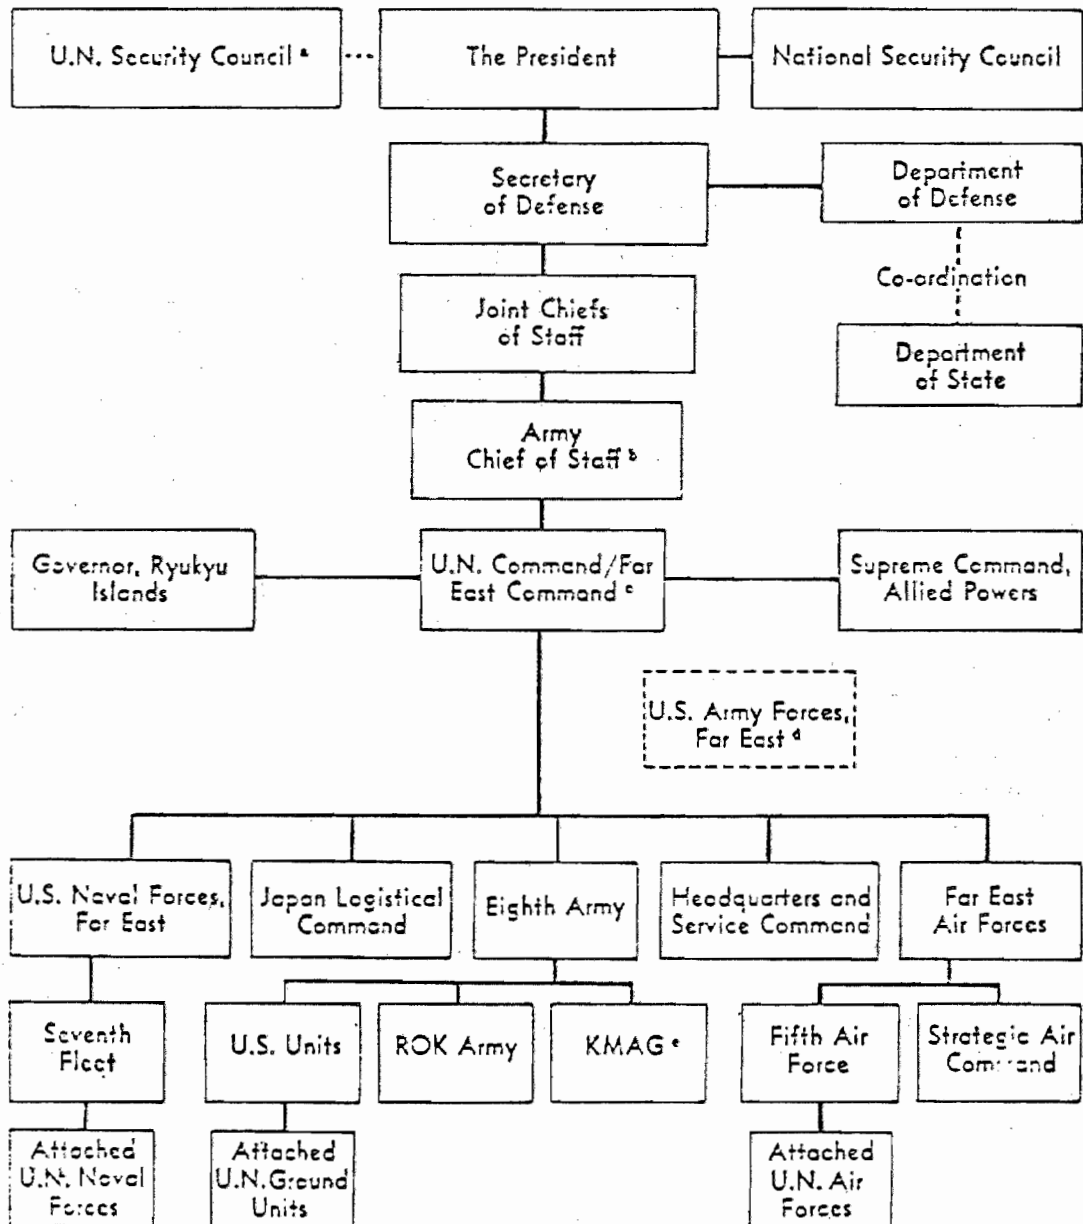 U.N. Security Council a
The President
National Security Council
Secretary
of Defense
Department
of Defense
Co-ordination
Joint Chiefs
of Staff
Department
of State
Army
Chief of Staff b
Governor, Ryukyu
Islands
U.N. Command/Far
East Command c
Supreme Command,
Allied Powers
U.S. Army Forces,
Far East d
U.S. Naval Forces,
Far East
Japan Logistical
Command
Eighth Army
Headquarters and
Service Command
Far East
Air Forces
Seventh
Fleet
U.S. Units
ROK Army
KMAG e
Fifth Air
Force
Strategic Air
Command
Attached
U.N. Naval
Forces
Attached
U.N. Ground
Units
Attached
U.N. Air
Forces